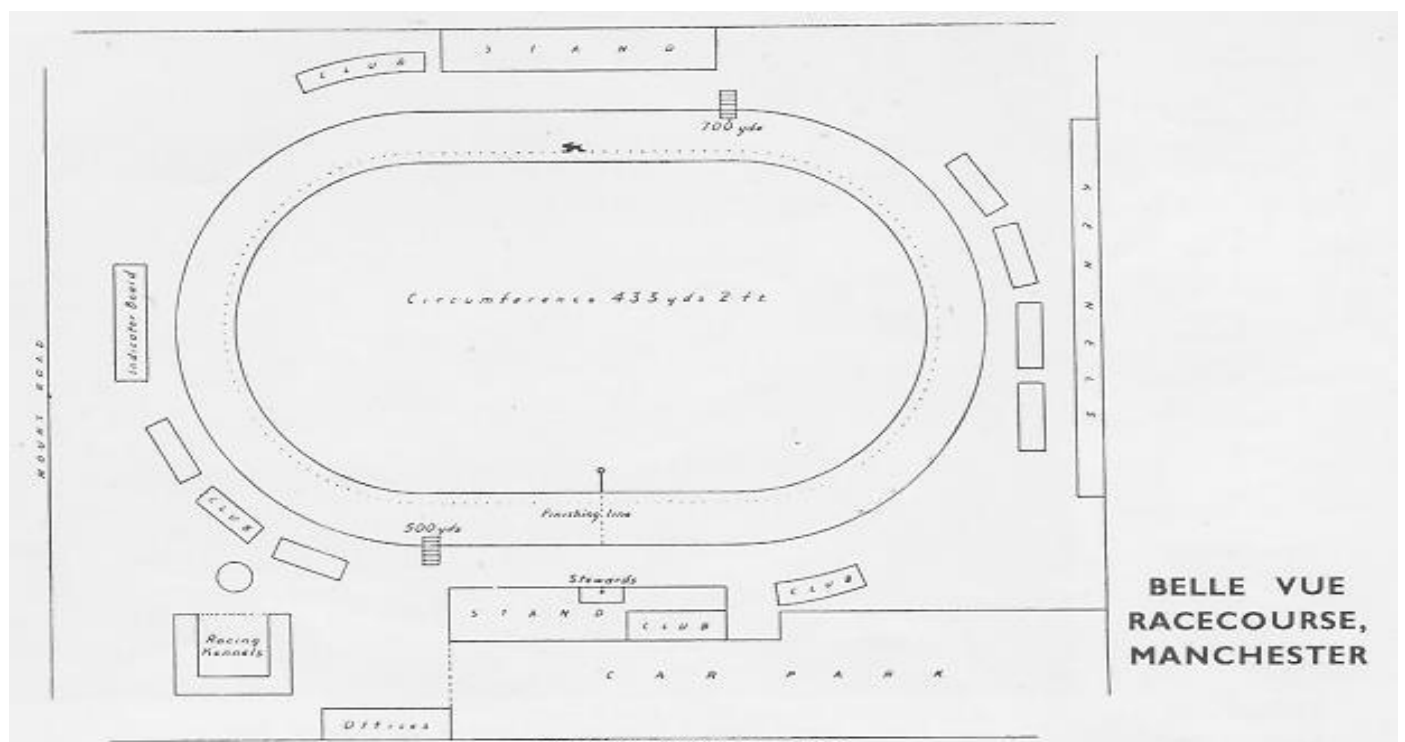 STAND
CLUB
700 yds
KENNELS
Circumference 433 yds 2 ft
Indicator Board
MOUNT ROAD
Finishing line
500 yds
CLUB
Stewards
STAND
CLUB
CLUB
BELLE VUE
RACECOURSE,
MANCHESTER
Racing
Kennels
CAR PARK
Offices